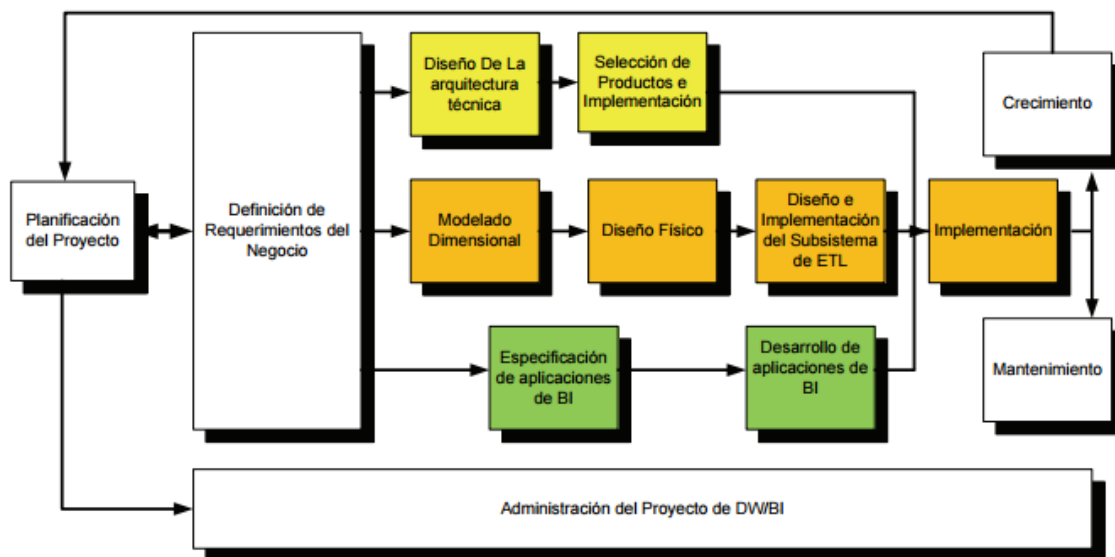 Diseño De La
arquitectura
técnica
Selección de
Productos e
Implementación
Crecimiento
Planificación
del Proyecto
Definición de
Requerimientos del
Negocio
Modelado
Dimensional
Diseño Físico
Diseño e
Implementación
del Subsistema
de ETL
Implementación
Especificación
de aplicaciones
de BI
Desarrollo de
aplicaciones de
BI
Mantenimiento
Administración del Proyecto de DW/BI